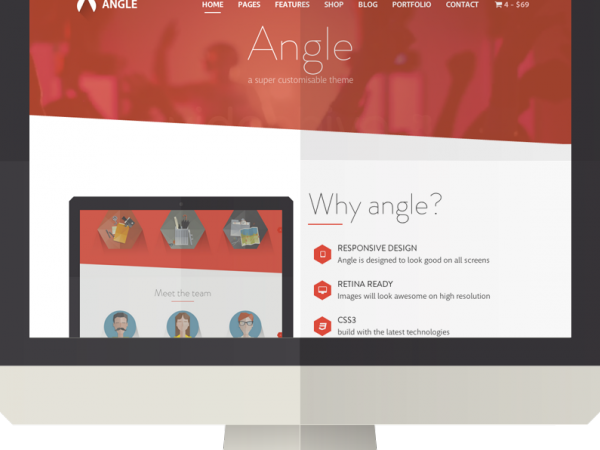 ANGLE
HOME PAGES FEATURES SHOP BLOG PORTFOLIO CONTACT 4 - $69
Angle
a super customisable theme
Why angle?
RESPONSIVE DESIGN
Angle is designed to look good on all screens
RETINA READY
Images will look awesome on high resolution
CSS3
build with the latest technologies
Meet the team